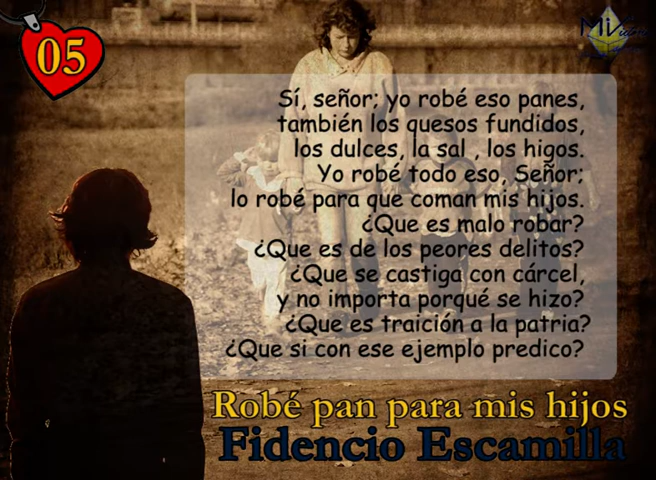 05
Mi
Sí, señor; yo robé eso panes,
también los quesos fundidos,
los dulces, la sal , los higos.
Yo robé todo eso, Señor;
lo robé para que coman mis hijos.
¿Que es malo robar?
¿Que es de los peores delitos?
¿Que se castiga con cárcel,
y no importa porqué se hizo?
¿Que es traición a la patria?
¿Que si con ese ejemplo predico?
Robé pan para mis hijos
Fidencio Escamilla